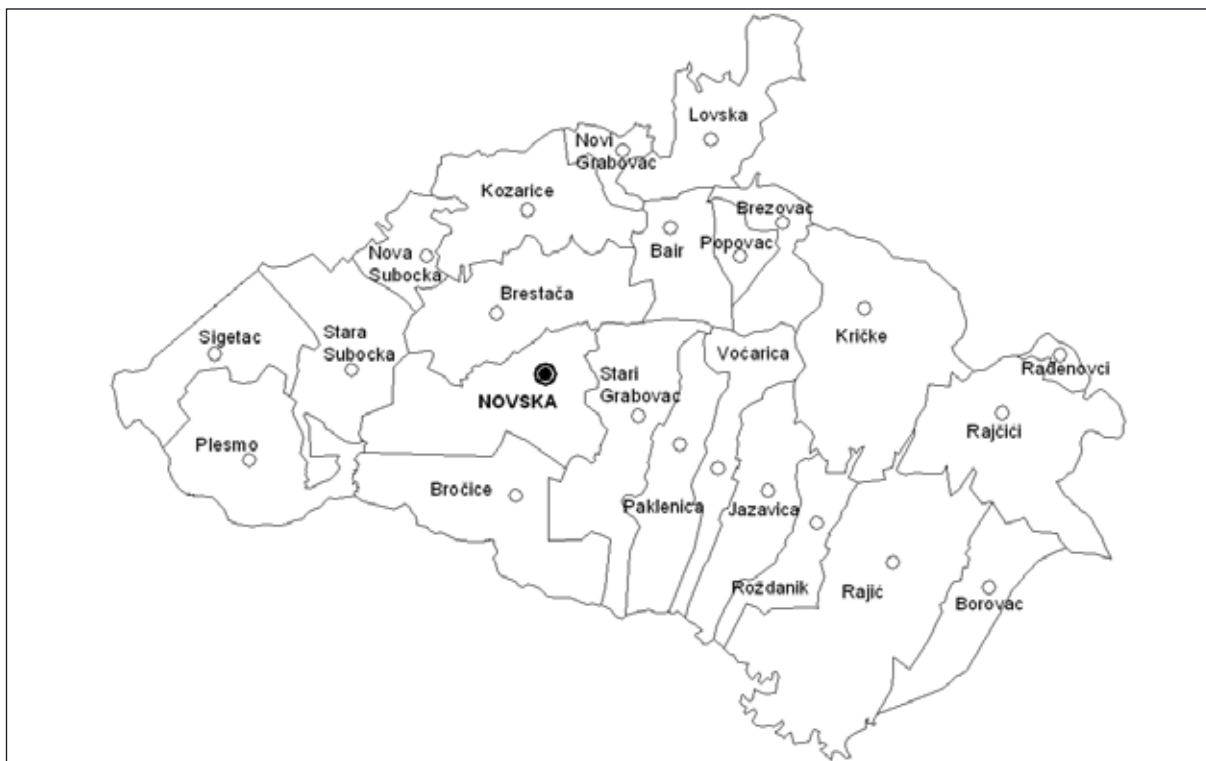 Lovska
Novi
Grabovac
Kozarice
Brezovac
Nova
Subocka
Bair
Popovac
Brestača
Sigetac
Stara
Subocka
Kričke
Voćarica
Rađenovci
Stari
Grabovac
NOVSKA
Rajčići
Plesmo
Bročice
Paklenica
Jazavica
Roždanik
Rajić
Borovac